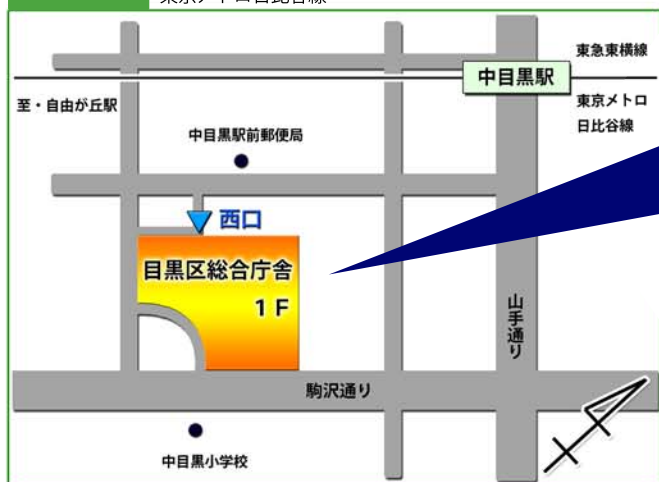 東京メトロ日比谷線
東急東横線
中目黒駅
至・自由が丘駅
東京メトロ
日比谷線
中目黒駅前郵便局
西口
目黒区総合庁舎
1F
山手通り
駒沢通り
中目黒小学校